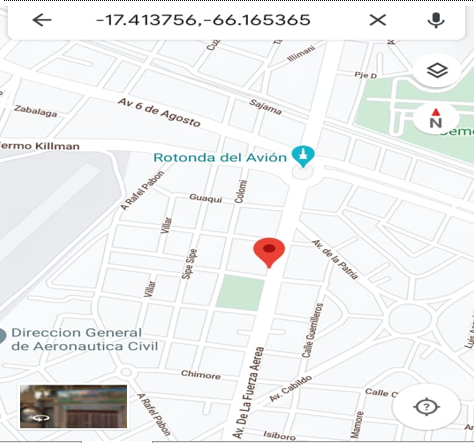 -17.413756,-66.165365
Cuz
Illimani
Pje D
Sajama
Zabalaga
Av 6 de Agosto
ermo Killman
Rotonda del Avión
N
A Rafel Pabon
Guaqui
Colomi
Villar
Sipe Sipe
Av. de la Patria
Villar
Calle Guerrilleros
Direccion General
de Aeronautica Civil
Av. De La Fuerza Aerea
Chimore
Av. Cabildo
Calle C
A Rafel Pabon
Monte
Isiboro
?